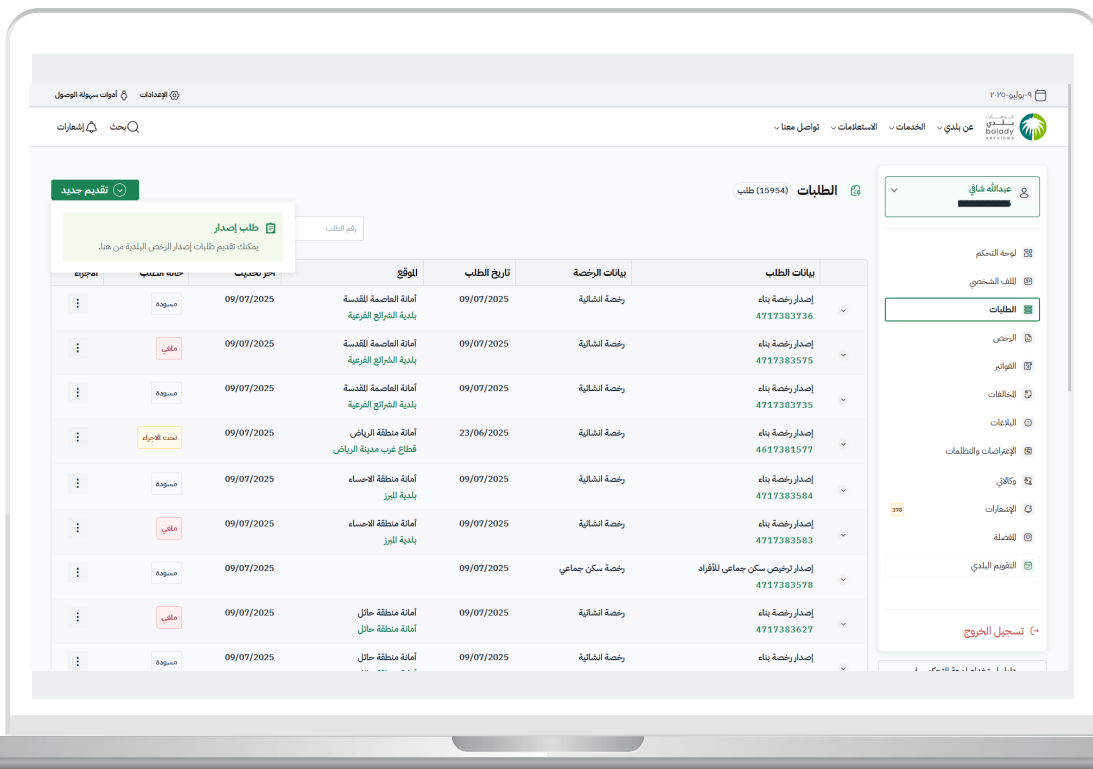 ٩-يوليو-٢٠٢٥
الإعدادات
أدوات سهولة الوصول
بلدي
balady
services
عن بلدي
الخدمات
الاستعلامات
تواصل معنا
بحث
إشعارات
عبدالله شافي
لوحة التحكم
الملف الشخصي
الطلبات
الرخص
الفواتير
المخالفات
البلاغات
الإعتراضات والتظلمات
وكالاتي
الإشعارات
378
المفضلة
التقويم البلدي
تسجيل الخروج
الطلبات (15954) طلب
تقديم جديد
طلب إصدار
يمكنك تقديم طلبات إصدار الرخص البلدية من هنا.
رقم الطلب
بيانات الطلب بيانات الرخصة تاريخ الطلب الموقع آخر تحديث حالة الطلب الاجراء
إصدار رخصة بناء رخصة انشائية 09/07/2025 أمانة العاصمة المقدسة 09/07/2025 مسودة
4717383736 بلدية الشرائع الفرعية
إصدار رخصة بناء رخصة انشائية 09/07/2025 أمانة العاصمة المقدسة 09/07/2025 ملغي
4717383575 بلدية الشرائع الفرعية
إصدار رخصة بناء رخصة انشائية 09/07/2025 أمانة العاصمة المقدسة 09/07/2025 مسودة
4717383735 بلدية الشرائع الفرعية
إصدار رخصة بناء رخصة انشائية 23/06/2025 أمانة منطقة الرياض 09/07/2025 تحت الاجراء
4617381577 قطاع غرب مدينة الرياض
إصدار رخصة بناء رخصة انشائية 09/07/2025 أمانة منطقة الاحساء 09/07/2025 مسودة
4717383584 بلدية المبرز
إصدار رخصة بناء رخصة انشائية 09/07/2025 أمانة منطقة الاحساء 09/07/2025 ملغي
4717383583 بلدية المبرز
إصدار ترخيص سكن جماعى للأفراد رخصة سكن جماعي 09/07/2025 09/07/2025 مسودة
4717383578
إصدار رخصة بناء رخصة انشائية 09/07/2025 أمانة منطقة حائل 09/07/2025 ملغي
4717383627 أمانة منطقة حائل
إصدار رخصة بناء رخصة انشائية 09/07/2025 أمانة منطقة حائل 09/07/2025 مسودة